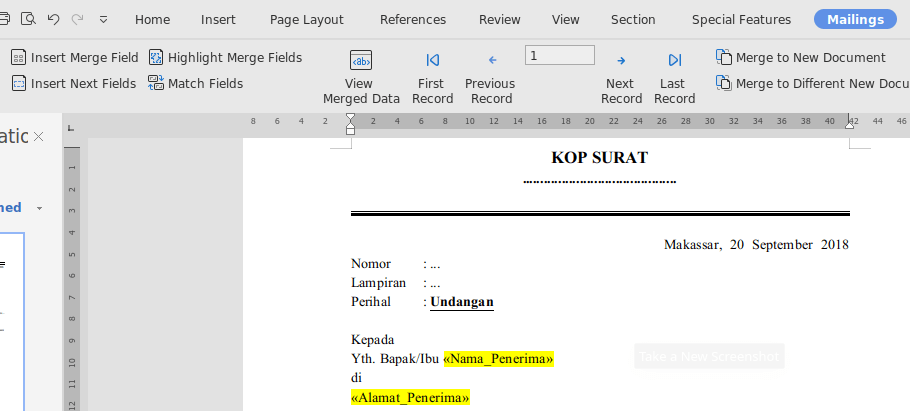 Home Insert Page Layout References Review View Section Special Features Mailings
Insert Merge Field Highlight Merge Fields
Insert Next Fields Match Fields
View Merged Data
First Record
Previous Record
1
Next Record
Last Record
Merge to New Document
Merge to Different New Docu
8 6 4 2 2 4 6 8 10 12 14 16 18 20 22 24 26 28 30 32 34 36 38 40 42 44 46
1
2
3
4
5
6
7
8
9
10
11
12
KOP SURAT
Makassar, 20 September 2018
Nomor : ...
Lampiran : ...
Perihal : Undangan
Kepada
Yth. Bapak/Ibu «Nama_Penerima»
di
«Alamat_Penerima»
Take a New Screenshot